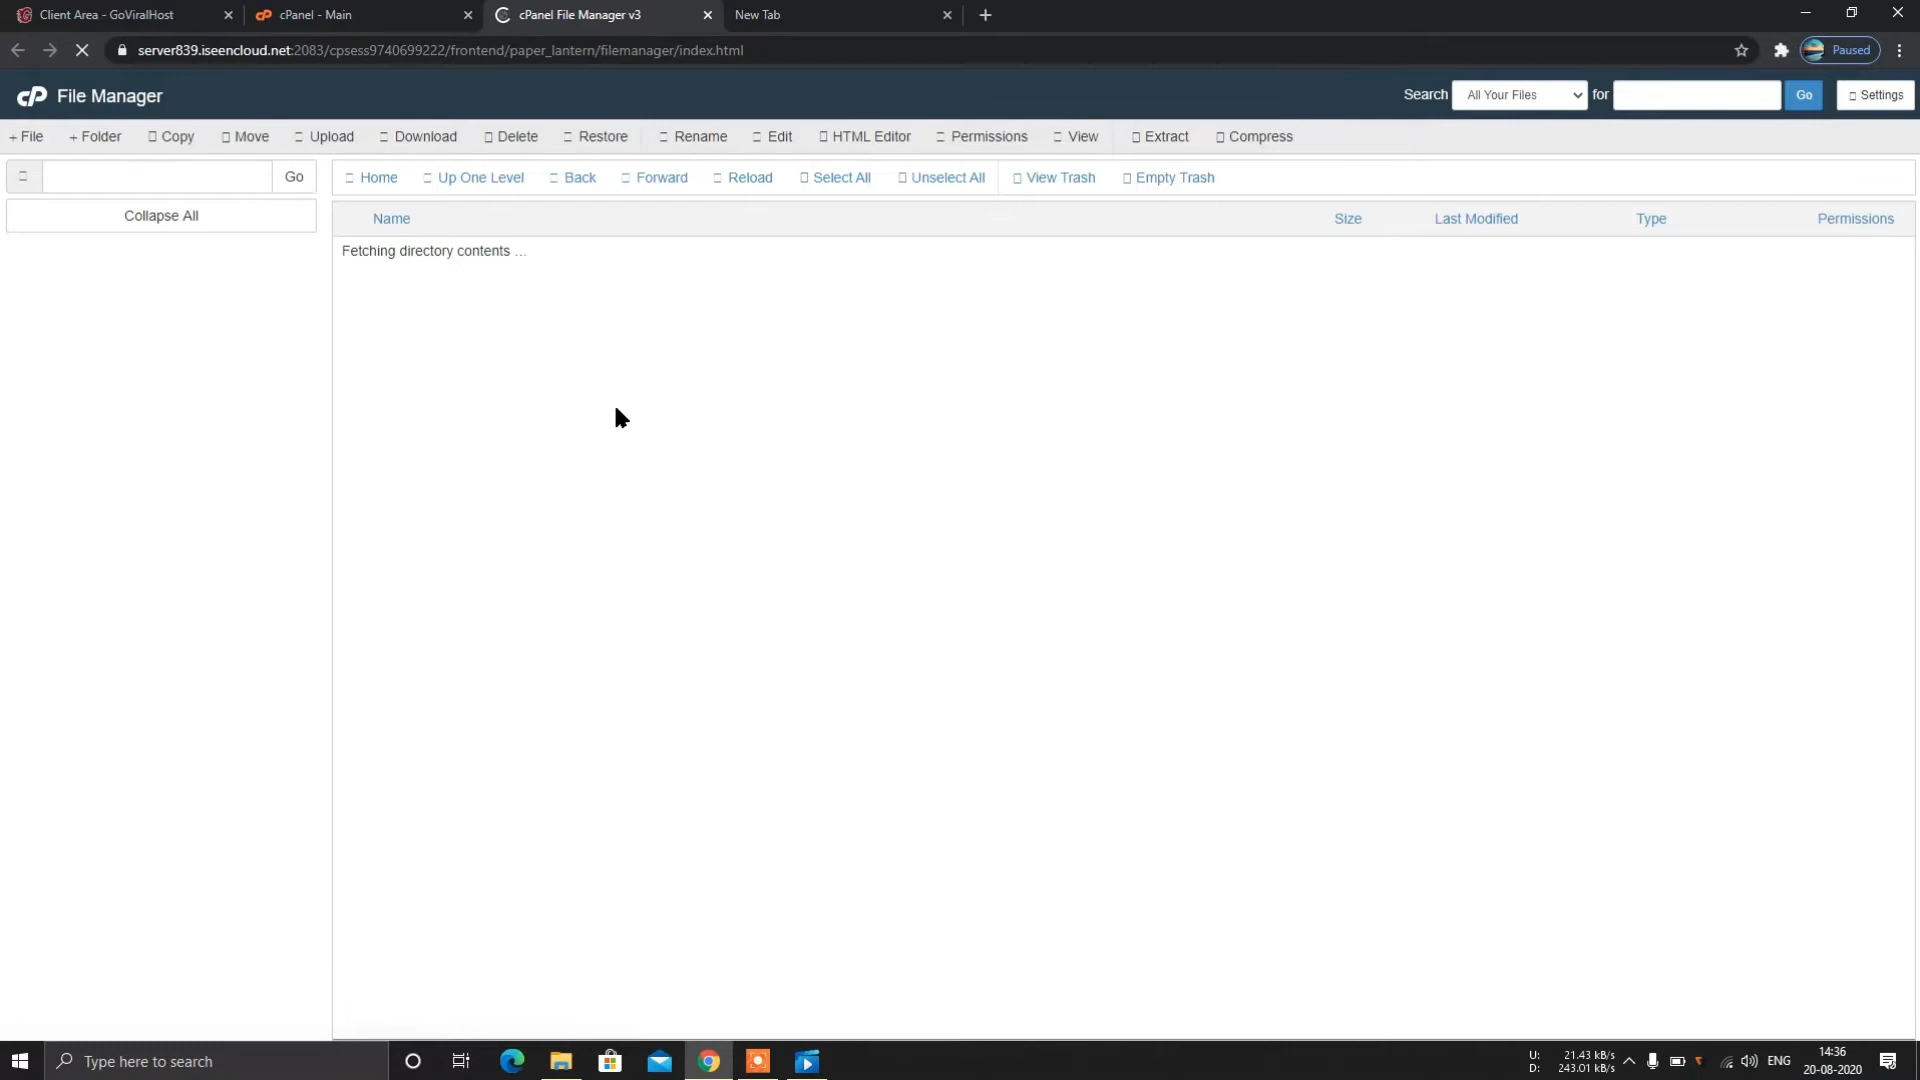 Client Area - GoViralHost
cPanel - Main
cPanel File Manager v3
New Tab
server839.iseencloud.net:2083/cpsess9740699222/frontend/paper_lantern/filemanager/index.html
Paused
cP File Manager
Search All Your Files for Go Settings
+ File + Folder Copy Move Upload Download Delete Restore Rename Edit HTML Editor Permissions View Extract Compress
Go Home Up One Level Back Forward Reload Select All Unselect All View Trash Empty Trash
Collapse All
Name Size Last Modified Type Permissions
Fetching directory contents …
Type here to search
U: 21.43 kB/s
D: 243.01 kB/s
ENG
14:36
20-08-2020